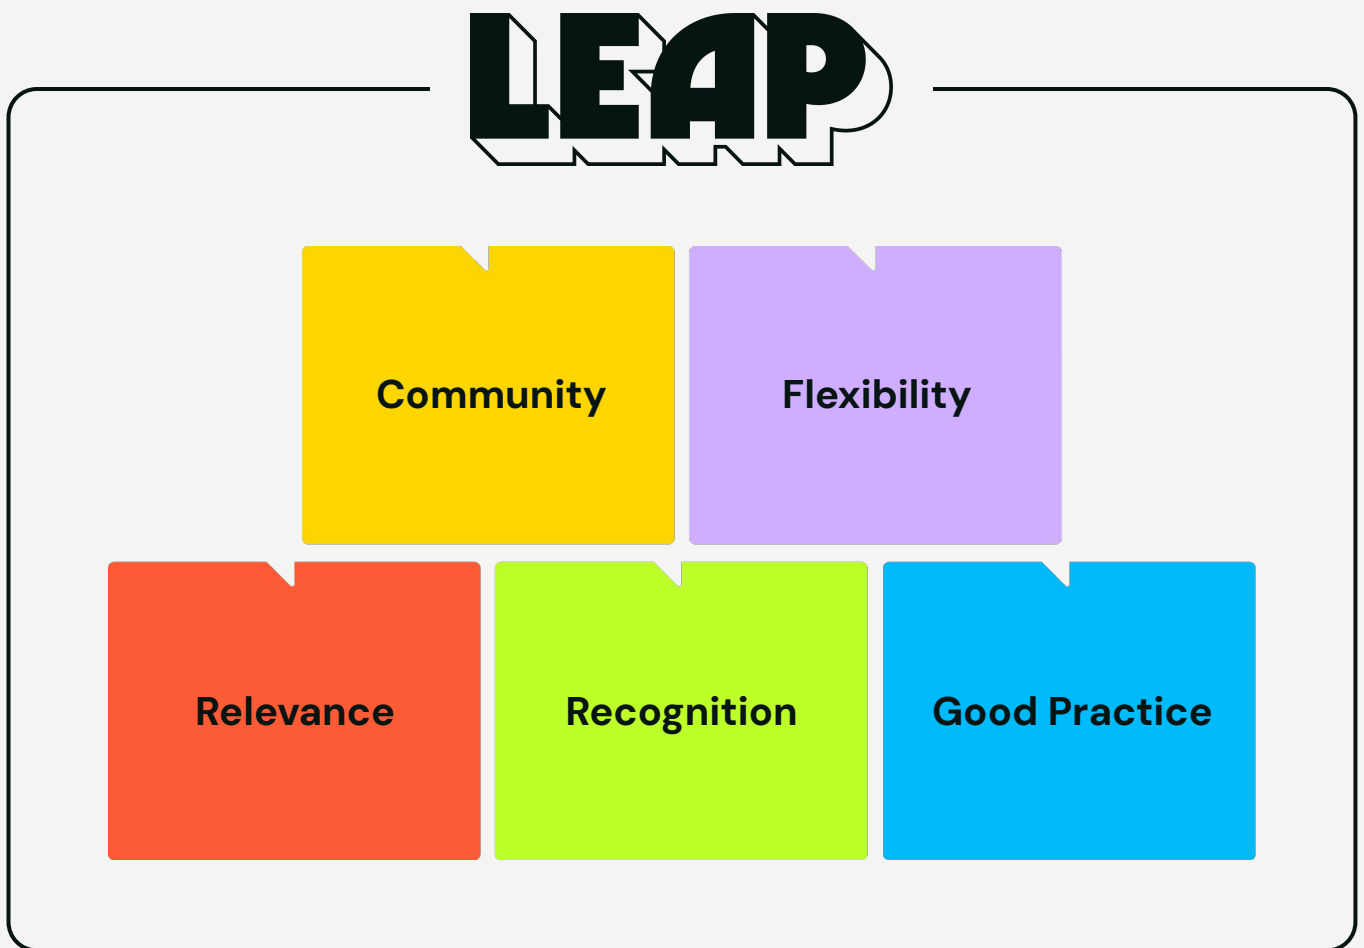 LEAP
Community
Flexibility
Relevance
Recognition
Good Practice